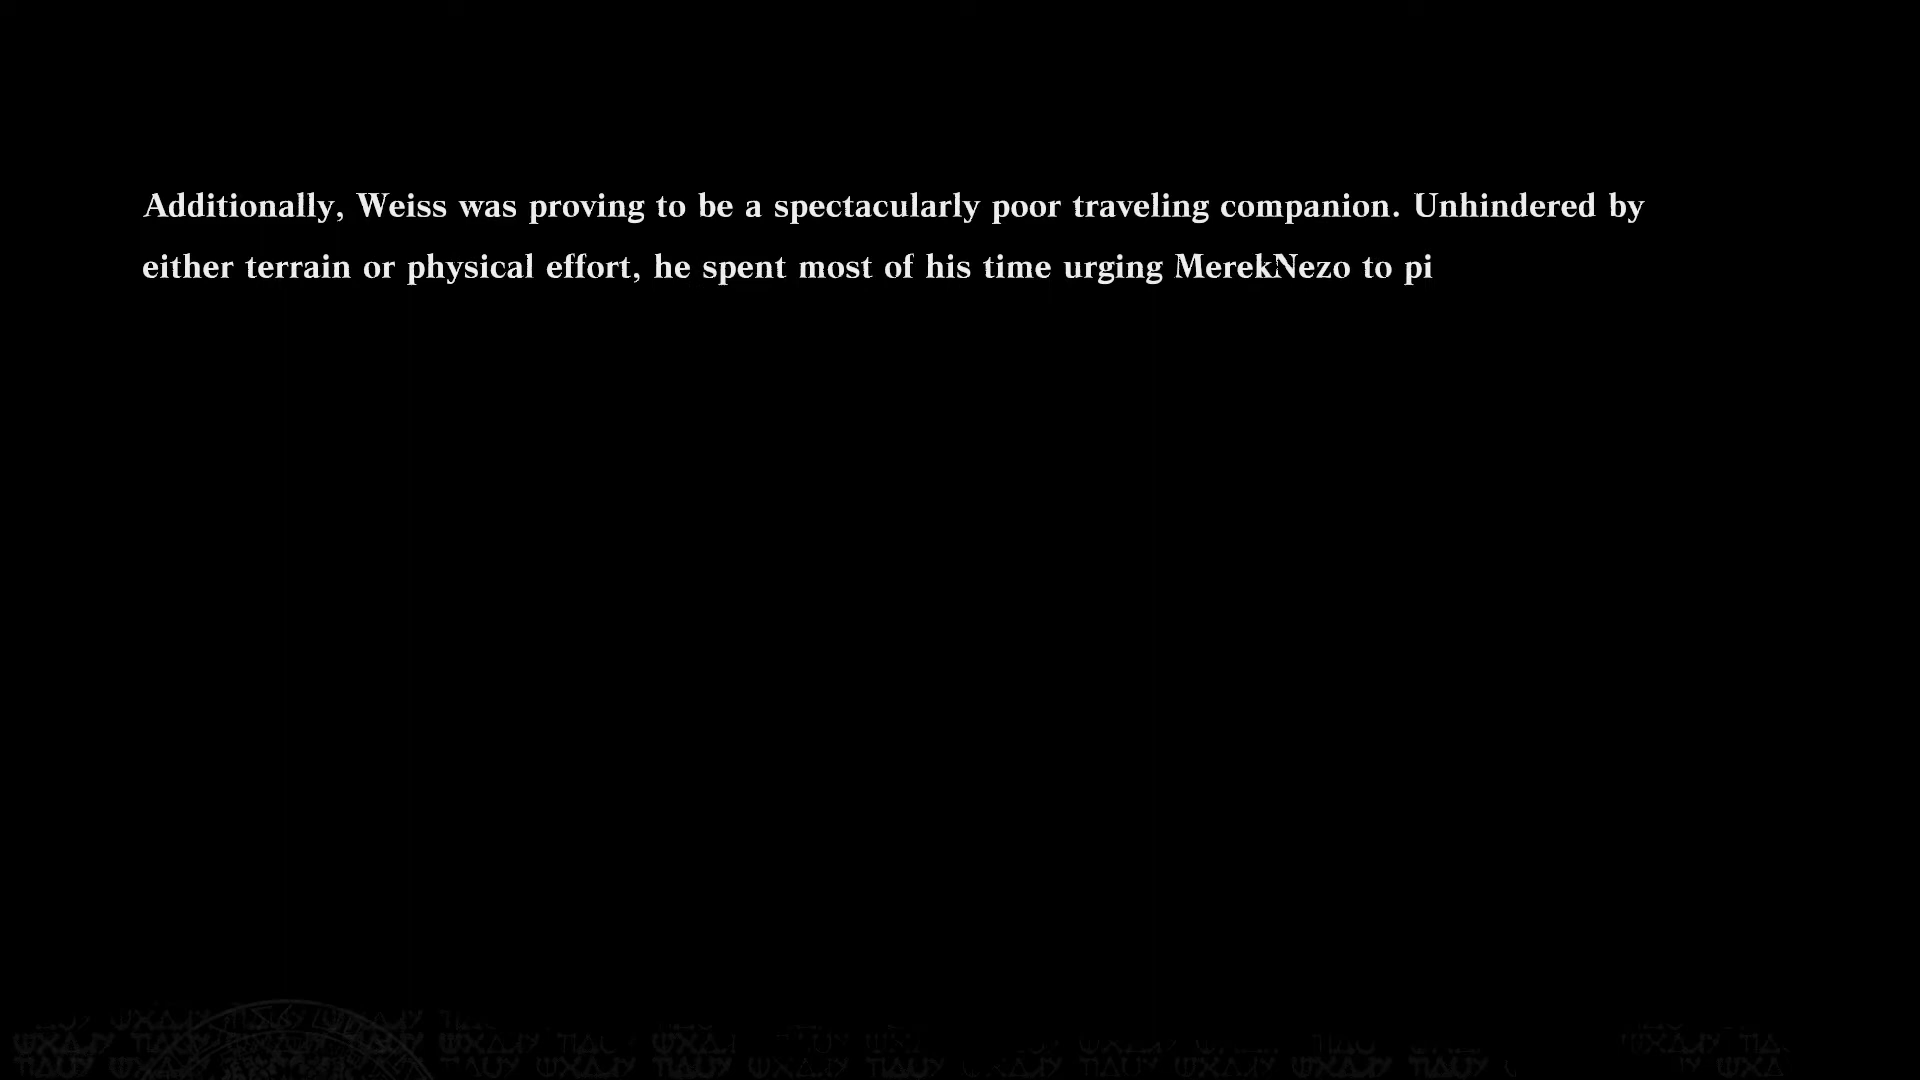 Additionally, Weiss was proving to be a spectacularly poor traveling companion. Unhindered by
either terrain or physical effort, he spent most of his time urging MerekNezo to pi